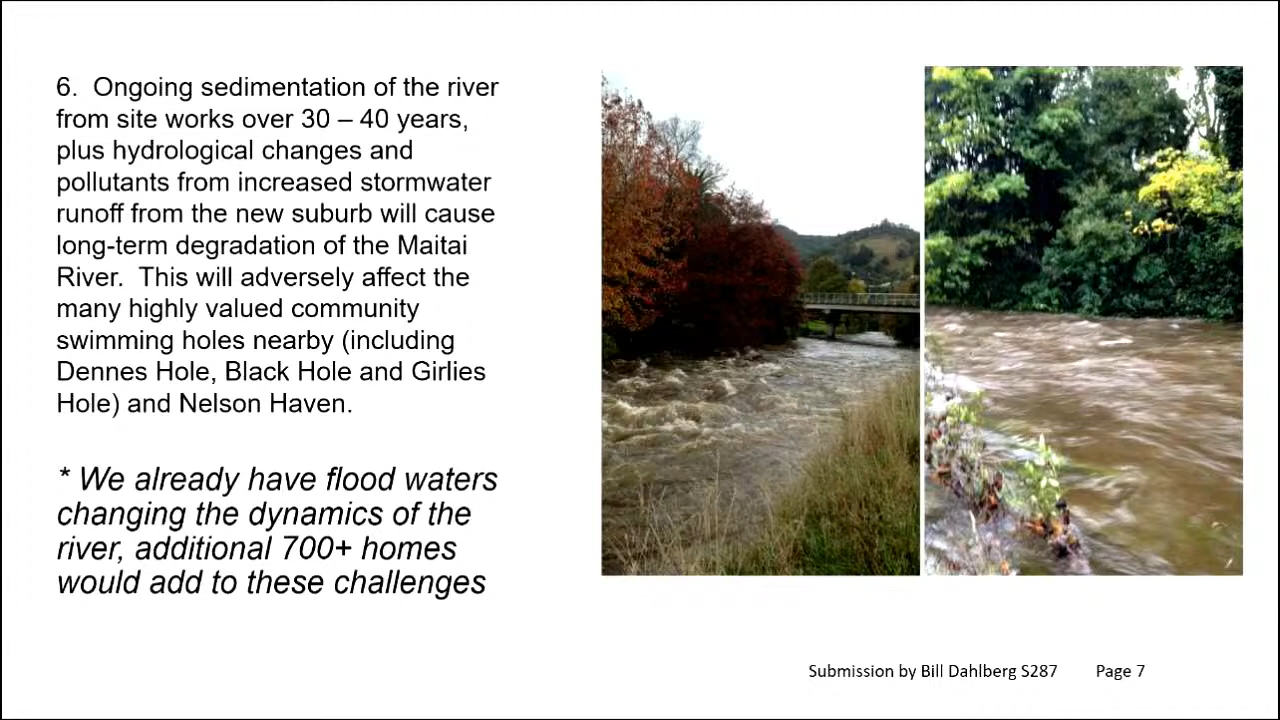 6.  Ongoing sedimentation of the river
from site works over 30 – 40 years,
plus hydrological changes and
pollutants from increased stormwater
runoff from the new suburb will cause
long-term degradation of the Maitai
River.  This will adversely affect the
many highly valued community
swimming holes nearby (including
Dennes Hole, Black Hole and Girlies
Hole) and Nelson Haven.
* We already have flood waters
changing the dynamics of the
river, additional 700+ homes
would add to these challenges
Submission by Bill Dahlberg S287 Page 7